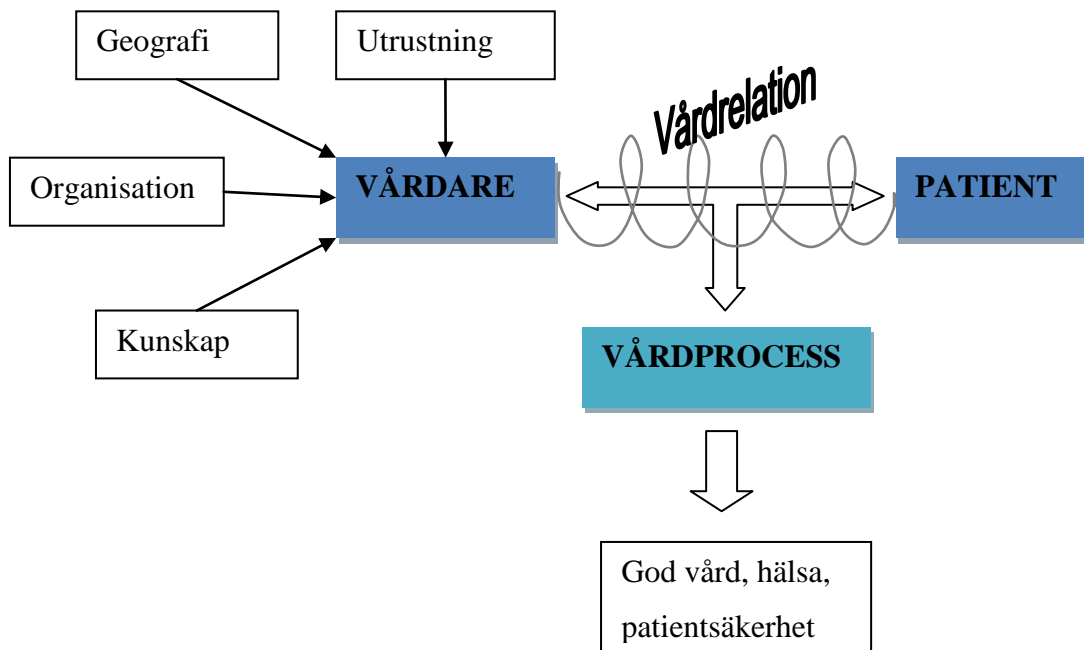 Geografi
Utrustning
Vårdrelation
Organisation
VÅRDARE
PATIENT
Kunskap
VÅRDPROCESS
God vård, hälsa,
patientsäkerhet